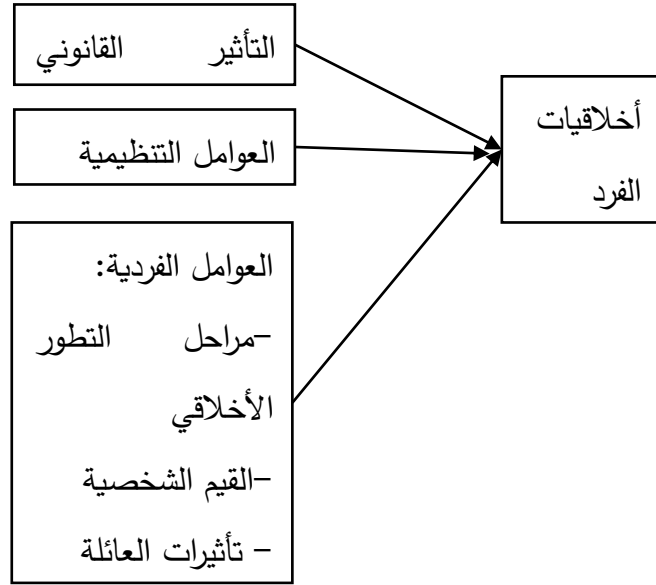 التأثير القانوني
العوامل التنظيمية
العوامل الفردية:
-مراحل التطور
الأخلاقي
-القيم الشخصية
- تأثيرات العائلة
أخلاقيات
الفرد